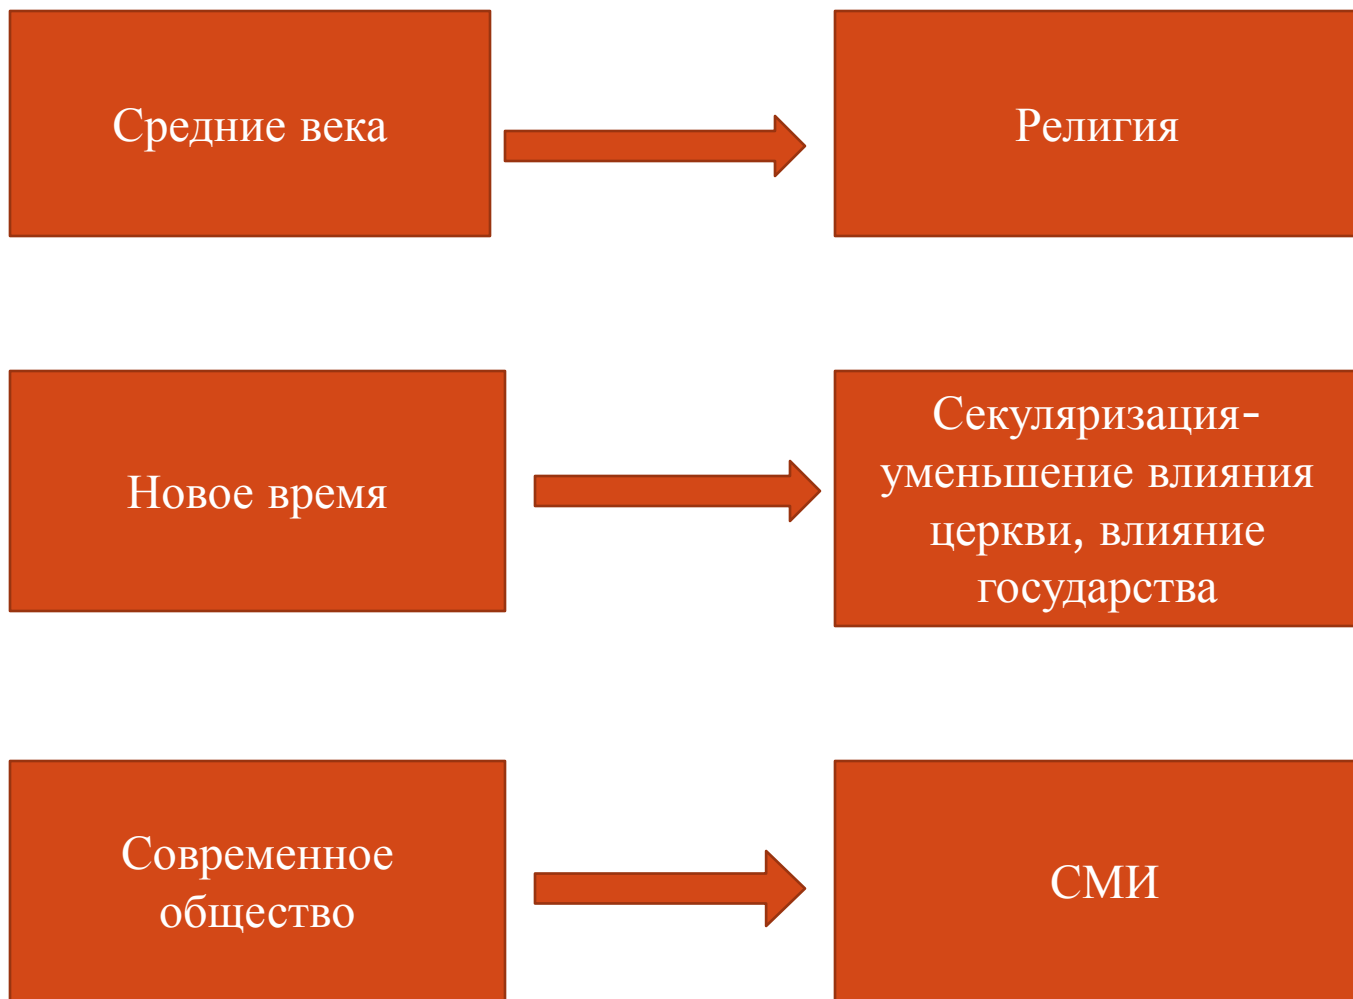 Средние века
Религия
Новое время
Секуляризация-
уменьшение влияния
церкви, влияние
государства
Современное
общество
СМИ